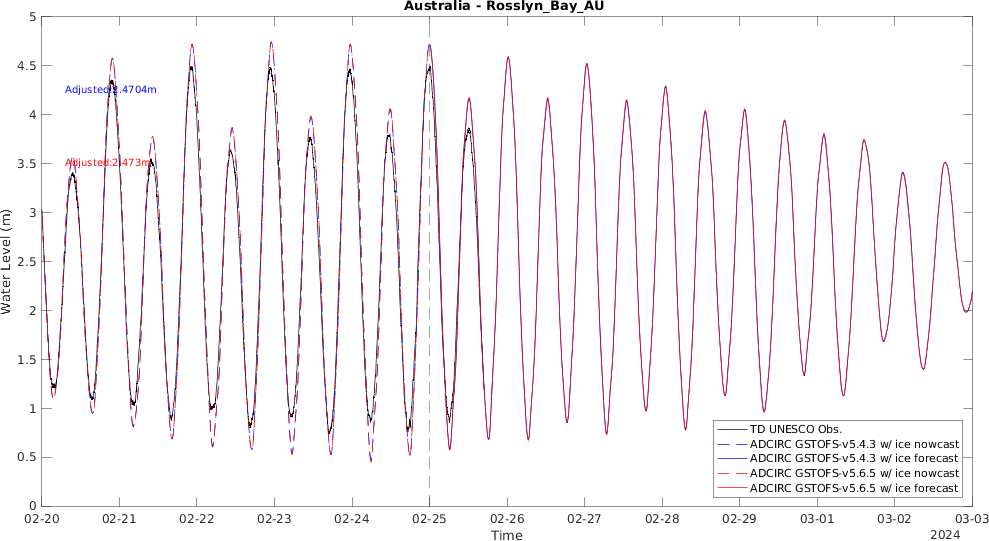 Australia - Rosslyn_Bay_AU
5
4.5
Adjusted:2.4704m
4
3.5
Adjusted:2.473m
3
2.5
2
1.5
1
0.5
0
Water Level (m)
TD UNESCO Obs.
ADCIRC GSTOFS-v5.4.3 w/ ice nowcast
ADCIRC GSTOFS-v5.4.3 w/ ice forecast
ADCIRC GSTOFS-v5.6.5 w/ ice nowcast
ADCIRC GSTOFS-v5.6.5 w/ ice forecast
02-20 02-21 02-22 02-23 02-24 02-25 02-26 02-27 02-28 02-29 03-01 03-02 03-03
Time
2024